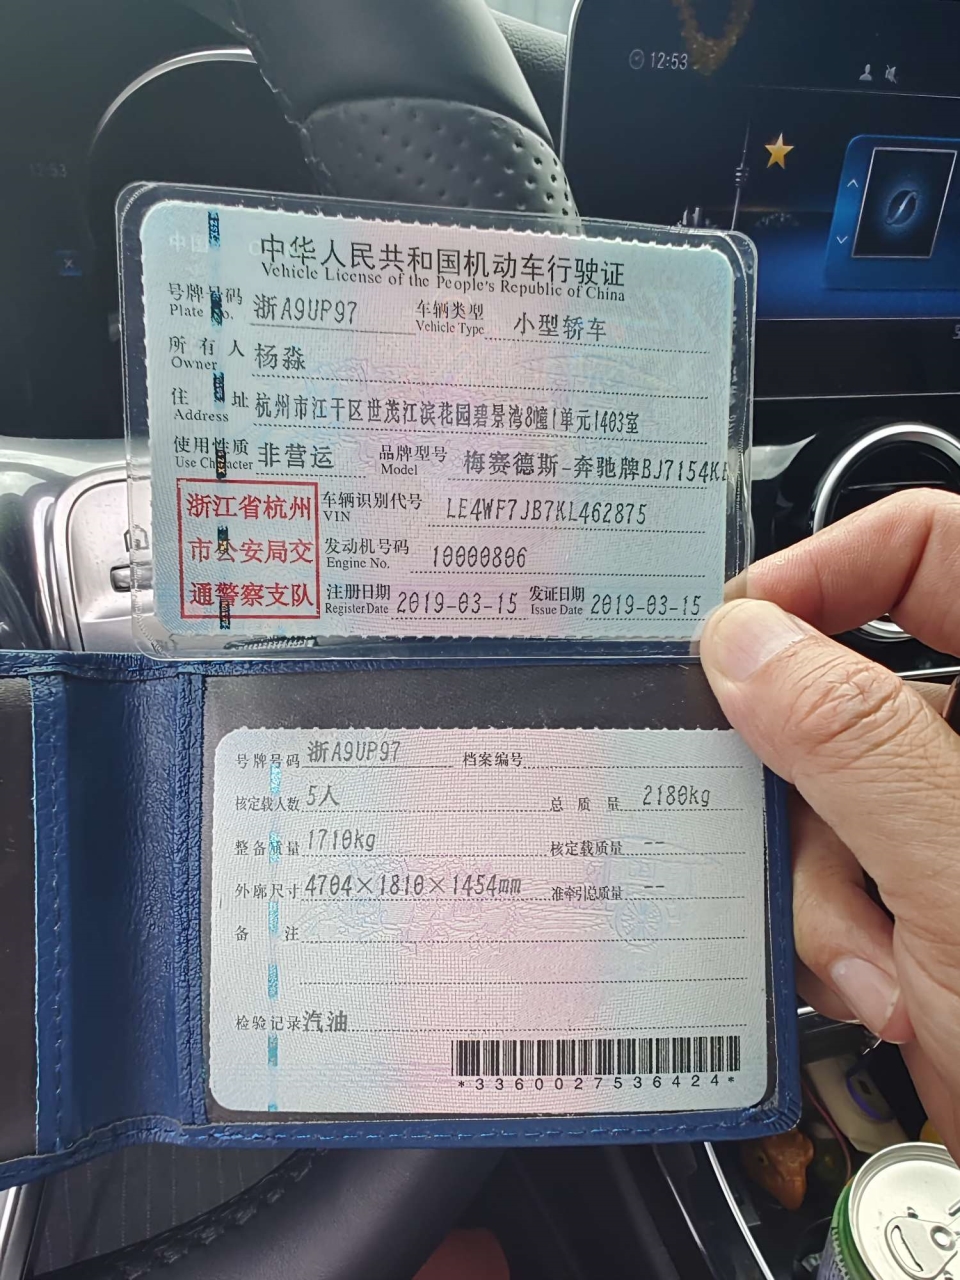 12:53
中华人民共和国机动车行驶证
Vehicle License of the People's Republic of China
号牌号码 浙A9UP97 车辆类型 小型轿车
Plate No. Vehicle Type
所有人 杨淼
Owner
住址 杭州市江干区世茂江滨花园碧景湾8幢1单元1403室
Address
使用性质 非营运 品牌型号 梅赛德斯-奔驰牌BJ7154KE
Use Character Model
浙江省杭州
市公安局交
通警察支队
车辆识别代号 LE4WF7JB7KL462875
VIN
发动机号码 10000806
Engine No.
注册日期 2019-03-15 发证日期 2019-03-15
Register Date Issue Date
号牌号码 浙A9UP97 档案编号
核定载人数 5人 总质量 2180kg
整备质量 1710kg 核定载质量 --
外廓尺寸 4704×1810×1454mm 准牵引总质量 --
备注
检验记录 汽油
*3360027536424*